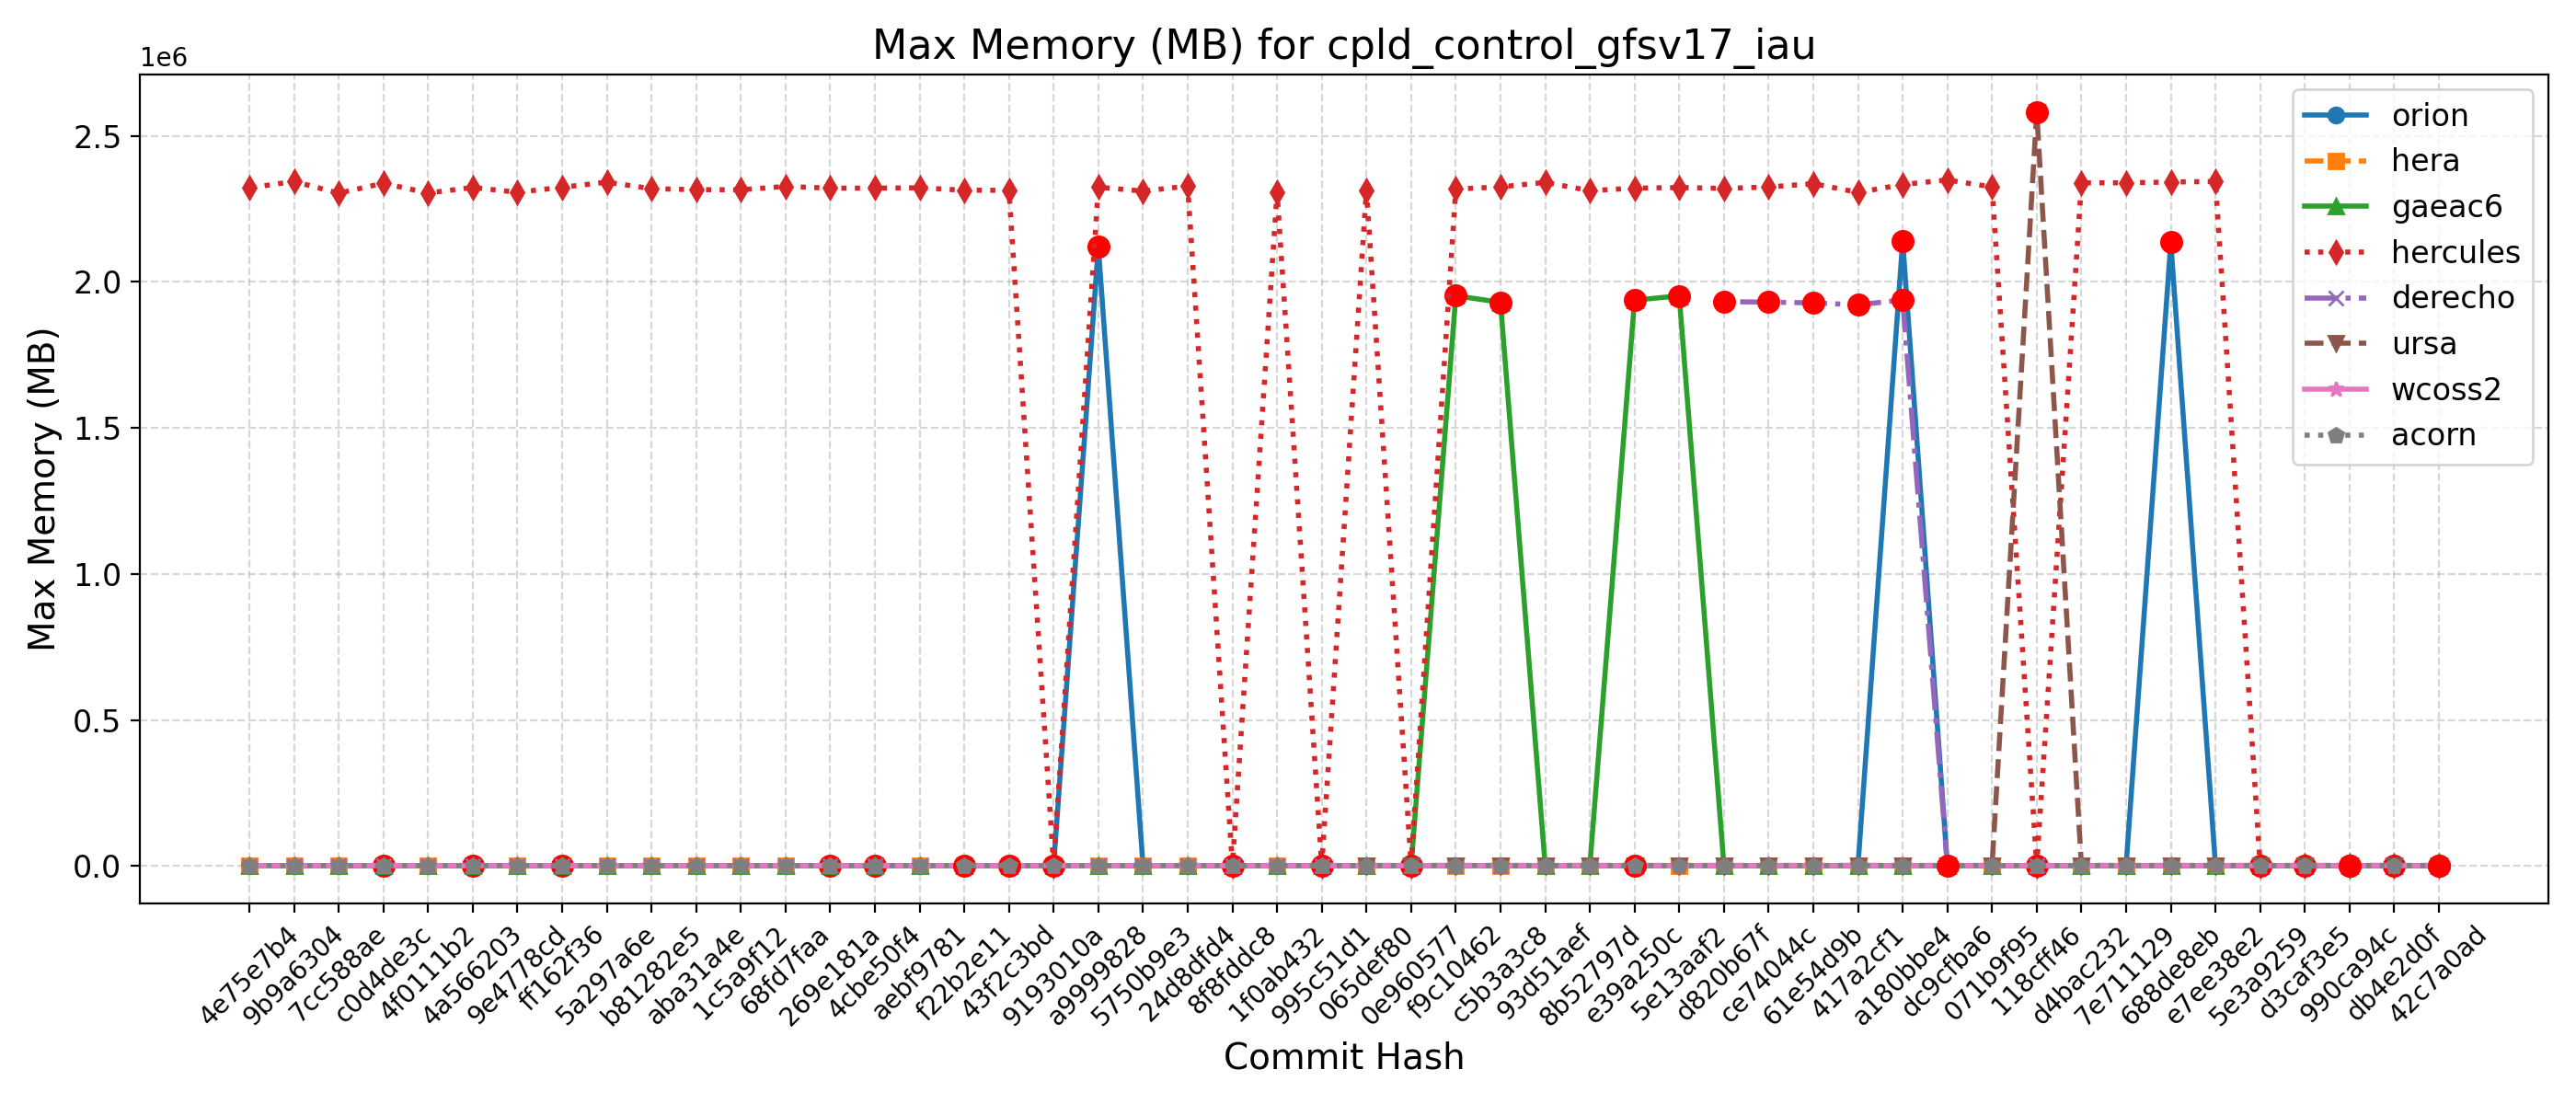 Max Memory (MB) for cpld_control_gfsv17_iau
1e6
2.5
2.0
1.5
1.0
0.5
0.0
Max Memory (MB)
orion
hera
gaeac6
hercules
derecho
ursa
wcoss2
acorn
4e75e7b4
9b9a6304
7cc588ae
c0d4de3c
4f0111b2
4a566203
9e4778cd
ff162f36
5a297a6e
b81282e5
aba31a4e
1c5a9f12
68fd7faa
269e181a
4cbe50f4
aebf9781
f22b2e11
43f2c3bd
9193010a
a9999828
5750b9e3
24d8dfd4
8f8fddc8
1f0ab432
995c51d1
065def80
0e960577
f9c10462
c5b3a3c8
93d51aef
8b52797d
e39a250c
5e13aaf2
d820b67f
ce74044c
61e54d9b
417a2cf1
a180bbe4
dc9cfba6
071b9f95
118cff46
d4bac232
7e711129
688de8eb
e7ee38e2
5e3a9259
d3caf3e5
990ca94c
db4e2d0f
42c7a0ad
Commit Hash